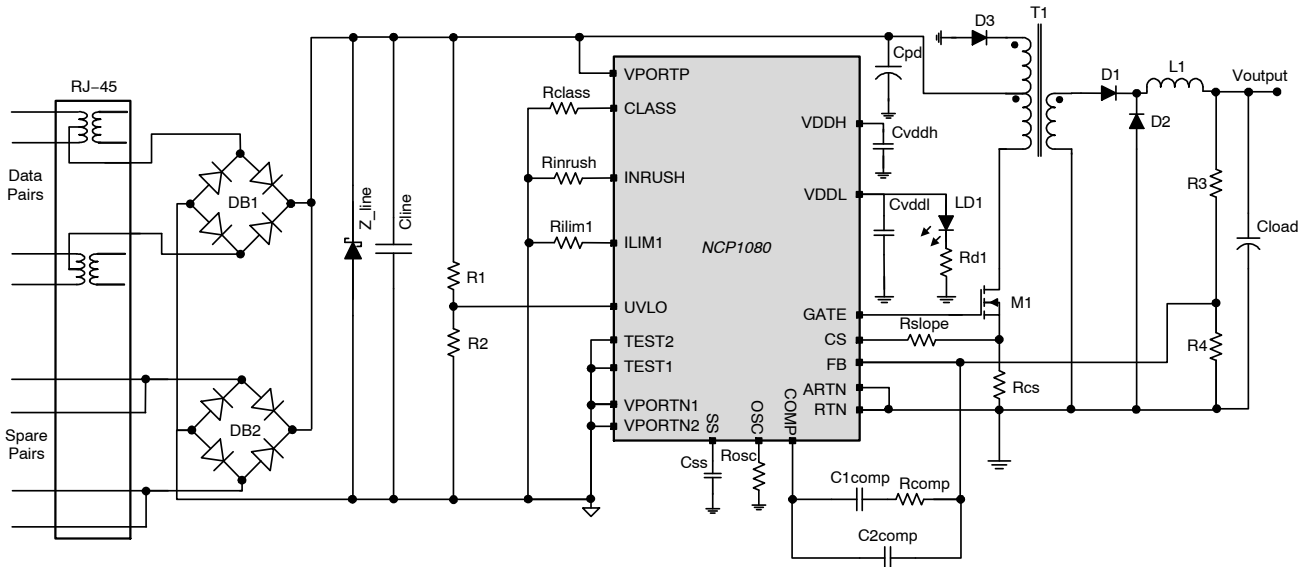 RJ–45
Data
Pairs
Spare
Pairs
DB1
DB2
Z_line
Cline
R1
R2
Rclass
Rinrush
Rilim1
NCP1080
VPORTP
CLASS
INRUSH
ILIM1
UVLO
TEST2
TEST1
VPORTN1
VPORTN2
SS
OSC
COMP
VDDH
VDDL
GATE
CS
FB
ARTN
RTN
Css
Rosc
C1comp
Rcomp
C2comp
Cpd
Cvddh
Cvddl
LD1
Rd1
Rslope
M1
Rcs
D3
T1
D1
D2
L1
Voutput
R3
R4
Cload